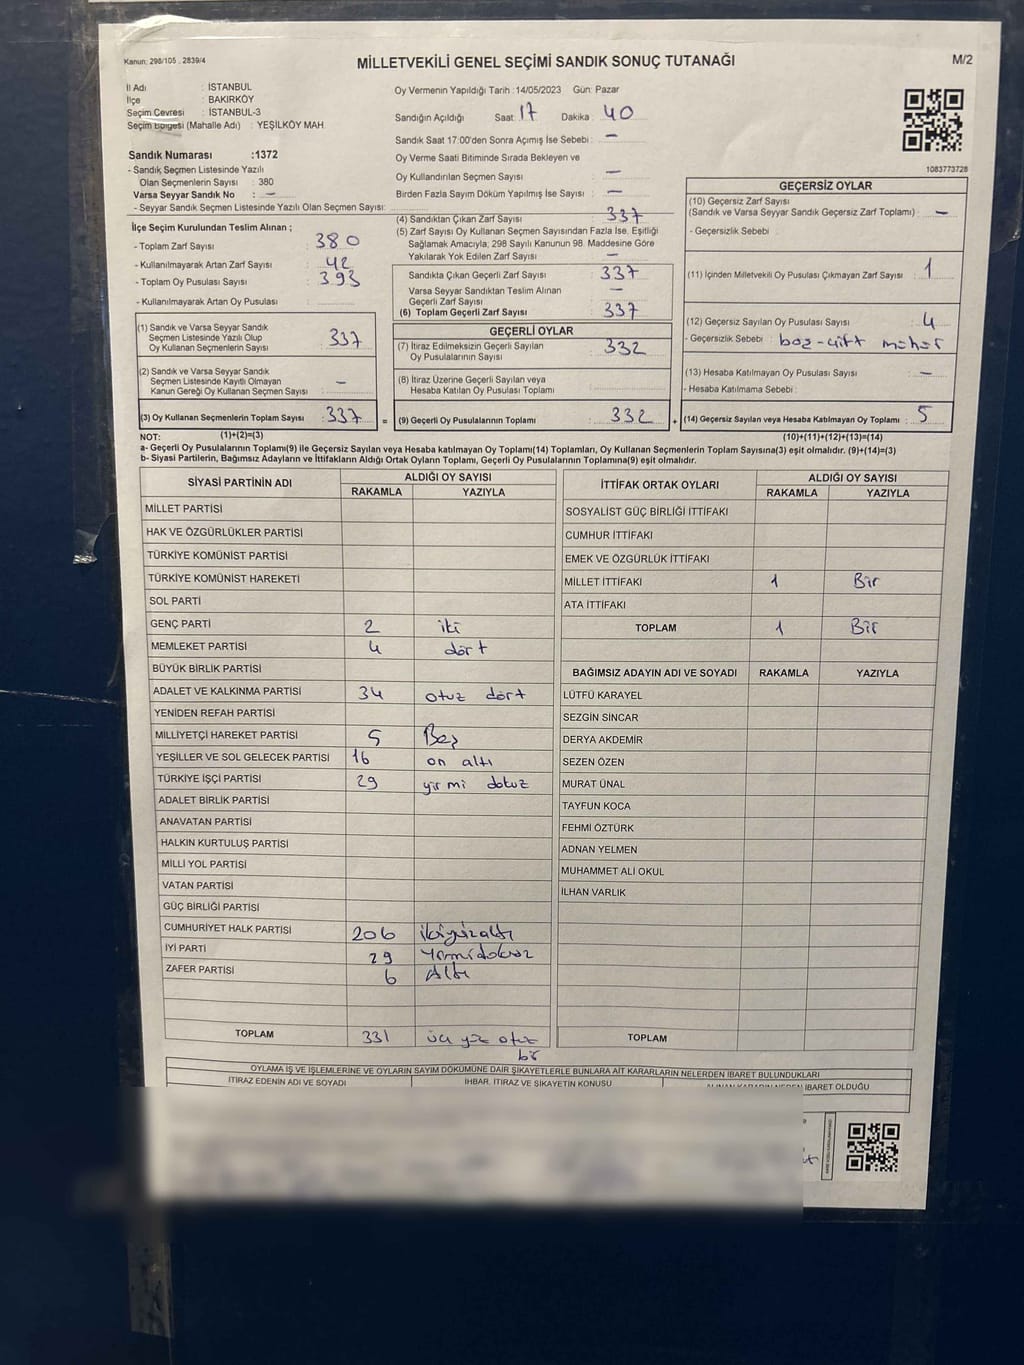 Kanun: 298/105 , 2839/4
MİLLETVEKİLİ GENEL SEÇİMİ SANDIK SONUÇ TUTANAĞI
M/2
İl Adı : İSTANBUL
İlçe : BAKIRKÖY
Seçim Çevresi : İSTANBUL-3
Seçim Bölgesi (Mahalle Adı) : YEŞİLKÖY MAH.
Sandık Numarası :1372
- Sandık Seçmen Listesinde Yazılı
Olan Seçmenlerin Sayısı : 380
Varsa Seyyar Sandık No : —
- Seyyar Sandık Seçmen Listesinde Yazılı Olan Seçmen Sayısı:
Oy Vermenin Yapıldığı Tarih :14/05/2023 Gün: Pazar
Sandığın Açıldığı Saat: 17 Dakika: 40
Sandık Saat 17:00'den Sonra Açımış İse Sebebi : —
Oy Verme Saati Bitiminde Sırada Bekleyen ve
Oy Kullandırılan Seçmen Sayısı : —
Birden Fazla Sayım Döküm Yapılmış İse Sayısı : —
1083773728
İlçe Seçim Kurulundan Teslim Alınan ;
- Toplam Zarf Sayısı : 380
- Kullanılmayarak Artan Zarf Sayısı : 42
- Toplam Oy Pusulası Sayısı : 393
- Kullanılmayarak Artan Oy Pusulası :
(4) Sandıktan Çıkan Zarf Sayısı : 337
(5) Zarf Sayısı Oy Kullanan Seçmen Sayısından Fazla İse, Eşitliği
Sağlamak Amacıyla, 298 Sayılı Kanunun 98. Maddesine Göre
Yakılarak Yok Edilen Zarf Sayısı : —
Sandıkta Çıkan Geçerli Zarf Sayısı : 337
Varsa Seyyar Sandıktan Teslim Alınan
Geçerli Zarf Sayısı : —
(6) Toplam Geçerli Zarf Sayısı : 337
GEÇERSİZ OYLAR
(10) Geçersiz Zarf Sayısı
(Sandık ve Varsa Seyyar Sandık Geçersiz Zarf Toplamı) : —
- Geçersizlik Sebebi :
(11) İçinden Milletvekili Oy Pusulası Çıkmayan Zarf Sayısı : 1
(12) Geçersiz Sayılan Oy Pusulası Sayısı : 4
- Geçersizlik Sebebi : boş-çift mühür
(13) Hesaba Katılmayan Oy Pusulası Sayısı : —
- Hesaba Katılmama Sebebi :
(1) Sandık ve Varsa Seyyar Sandık
Seçmen Listesinde Yazılı Olup
Oy Kullanan Seçmenlerin Sayısı : 337
(2) Sandık ve Varsa Seyyar Sandık
Seçmen Listesinde Kayıtlı Olmayan
Kanun Gereği Oy Kullanan Seçmen Sayısı : —
GEÇERLİ OYLAR
(7) İtiraz Edilmeksizin Geçerli Sayılan
Oy Pusulalarının Sayısı : 332
(8) İtiraz Üzerine Geçerli Sayılan veya
Hesaba Katılan Oy Pusulası Toplamı :
(3) Oy Kullanan Seçmenlerin Toplam Sayısı : 337 = (9) Geçerli Oy Pusulalarının Toplamı : 332 + (14) Geçersiz Sayılan veya Hesaba Katılmayan Oy Toplamı : 5
NOT: (1)+(2)=(3) (10)+(11)+(12)+(13)=(14)
a- Geçerli Oy Pusulalarının Toplamı(9) ile Geçersiz Sayılan veya Hesaba katılmayan Oy Toplamı(14) Toplamları, Oy Kullanan Seçmenlerin Toplam Sayısına(3) eşit olmalıdır. (9)+(14)=(3)
b- Siyasi Partilerin, Bağımsız Adayların ve İttifakların Aldığı Ortak Oyların Toplamı, Geçerli Oy Pusulalarının Toplamına(9) eşit olmalıdır.
SİYASİ PARTİNİN ADI ALDIĞI OY SAYISI
RAKAMLA YAZIYLA
MİLLET PARTİSİ
HAK VE ÖZGÜRLÜKLER PARTİSİ
TÜRKİYE KOMÜNİST PARTİSİ
TÜRKİYE KOMÜNİST HAREKETİ
SOL PARTİ
GENÇ PARTİ 2 iki
MEMLEKET PARTİSİ 4 dört
BÜYÜK BİRLİK PARTİSİ
ADALET VE KALKINMA PARTİSİ 34 otuz dört
YENİDEN REFAH PARTİSİ
MİLLİYETÇİ HAREKET PARTİSİ 5 Beş
YEŞİLLER VE SOL GELECEK PARTİSİ 16 on altı
TÜRKİYE İŞÇİ PARTİSİ 29 yirmi dokuz
ADALET BİRLİK PARTİSİ
ANAVATAN PARTİSİ
HALKIN KURTULUŞ PARTİSİ
MİLLİ YOL PARTİSİ
VATAN PARTİSİ
GÜÇ BİRLİĞİ PARTİSİ
CUMHURİYET HALK PARTİSİ 206 ikiyüzaltı
İYİ PARTİ 29 Yirmidokuz
ZAFER PARTİSİ 6 Altı
TOPLAM 331 üç yüz otuz
bir
İTTİFAK ORTAK OYLARI ALDIĞI OY SAYISI
RAKAMLA YAZIYLA
SOSYALİST GÜÇ BİRLİĞİ İTTİFAKI
CUMHUR İTTİFAKI
EMEK VE ÖZGÜRLÜK İTTİFAKI
MİLLET İTTİFAKI 1 Bir
ATA İTTİFAKI
TOPLAM 1 Bir
BAĞIMSIZ ADAYIN ADI VE SOYADI RAKAMLA YAZIYLA
LÜTFÜ KARAYEL
SEZGİN SİNCAR
DERYA AKDEMİR
SEZEN ÖZEN
MURAT ÜNAL
TAYFUN KOCA
FEHMİ ÖZTÜRK
ADNAN YELMEN
MUHAMMET ALİ OKUL
İLHAN VARLIK
TOPLAM
OYLAMA İŞ VE İŞLEMLERİNE VE OYLARIN SAYIM DÖKÜMÜNE DAİR ŞİKAYETLERLE BUNLARA AİT KARARLARIN NELERDEN İBARET BULUNDUKLARI
İTİRAZ EDENİN ADI VE SOYADI İHBAR, İTİRAZ VE ŞİKAYETİN KONUSU ALINAN KARARIN NEDEN İBARET OLDUĞU